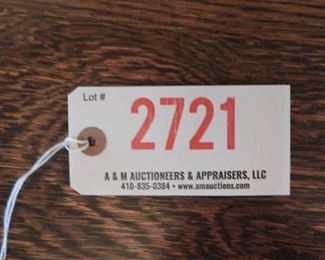 Lot #
2721
A & M AUCTIONEERS & APPRAISERS, LLC
410-835-0384 • www.amauctions.com